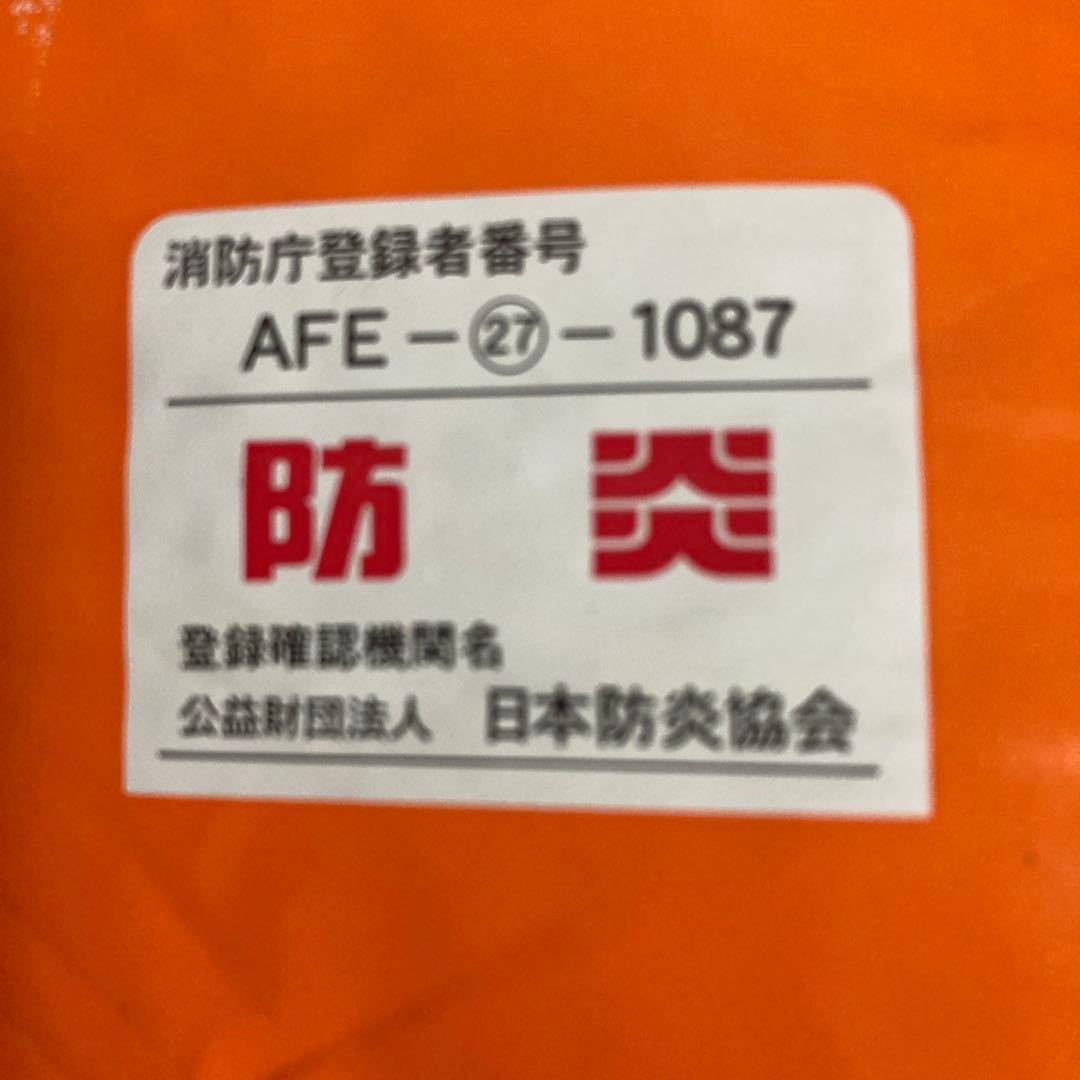 消防庁登録者番号
AFE-㉗-1087
防炎
登録確認機関名
公益財団法人 日本防炎協会